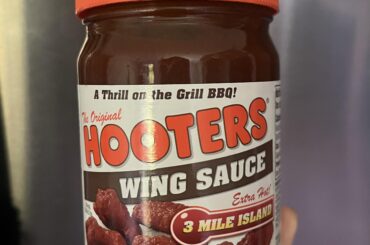 A Thrill on the Grill BBQ!
The Original
HOOTERS®
WING SAUCE
Extra Hot!
3 MILE ISLAND